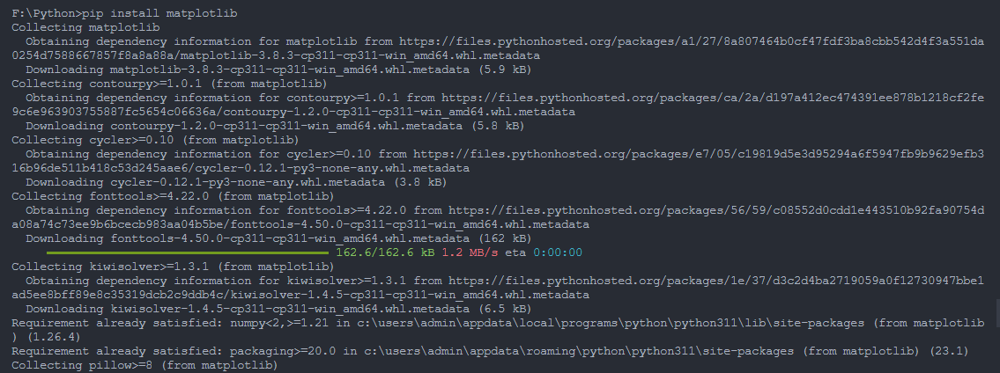 F:\Python>pip install matplotlib
Collecting matplotlib
Obtaining dependency information for matplotlib from https://files.pythonhosted.org/packages/a1/27/8a807464b0cf47fdf3ba8cbb542d4f3a551da
0254d7588667857f8a8a88a/matplotlib-3.8.3-cp311-cp311-win_amd64.whl.metadata
Downloading matplotlib-3.8.3-cp311-cp311-win_amd64.whl.metadata (5.9 kB)
Collecting contourpy>=1.0.1 (from matplotlib)
Obtaining dependency information for contourpy>=1.0.1 from https://files.pythonhosted.org/packages/ca/2a/d197a412ec474391ee878b1218cf2fe
9c6e963903755887fc5654c06636a/contourpy-1.2.0-cp311-cp311-win_amd64.whl.metadata
Downloading contourpy-1.2.0-cp311-cp311-win_amd64.whl.metadata (5.8 kB)
Collecting cycler>=0.10 (from matplotlib)
Obtaining dependency information for cycler>=0.10 from https://files.pythonhosted.org/packages/e7/05/c19819d5e3d95294a6f5947fb9b9629efb3
16b96de511b418c53d245aae6/cycler-0.12.1-py3-none-any.whl.metadata
Downloading cycler-0.12.1-py3-none-any.whl.metadata (3.8 kB)
Collecting fonttools>=4.22.0 (from matplotlib)
Obtaining dependency information for fonttools>=4.22.0 from https://files.pythonhosted.org/packages/56/59/c08552d0cdd1e443510b92fa90754d
a08a74c73ee9b6bcecb983aa04b5be/fonttools-4.50.0-cp311-cp311-win_amd64.whl.metadata
Downloading fonttools-4.50.0-cp311-cp311-win_amd64.whl.metadata (162 kB)
162.6/162.6 kB 1.2 MB/s eta 0:00:00
Collecting kiwisolver>=1.3.1 (from matplotlib)
Obtaining dependency information for kiwisolver>=1.3.1 from https://files.pythonhosted.org/packages/1e/37/d3c2d4ba2719059a0f12730947bbe1
ad5ee8bff89e8c35319dcb2c9ddb4c/kiwisolver-1.4.5-cp311-cp311-win_amd64.whl.metadata
Downloading kiwisolver-1.4.5-cp311-cp311-win_amd64.whl.metadata (6.5 kB)
Requirement already satisfied: numpy<2,>=1.21 in c:\users\admin\appdata\local\programs\python\python311\lib\site-packages (from matplotlib
) (1.26.4)
Requirement already satisfied: packaging>=20.0 in c:\users\admin\appdata\roaming\python\python311\site-packages (from matplotlib) (23.1)
Collecting pillow>=8 (from matplotlib)